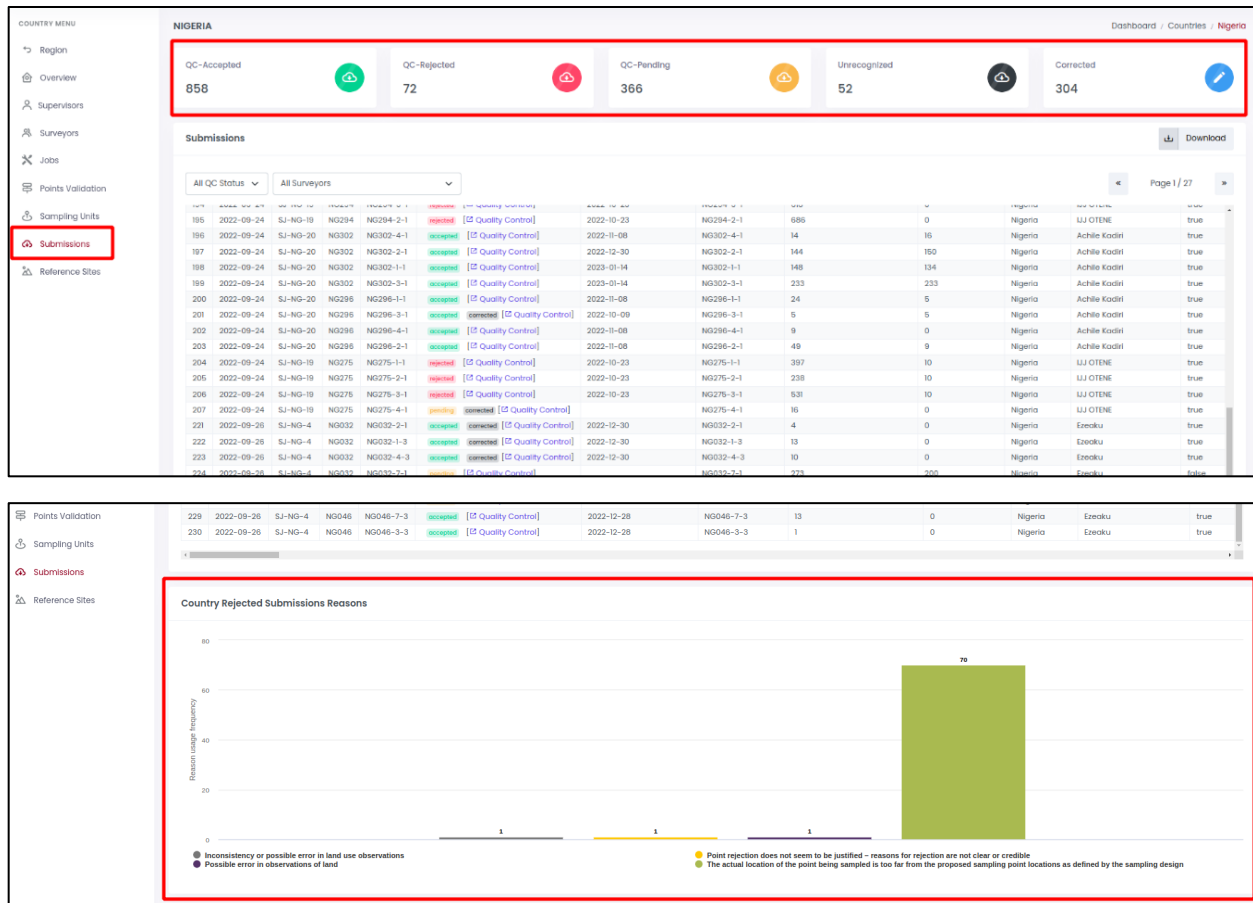 COUNTRY MENU
Region
Overview
Supervisors
Surveyors
Jobs
Points Validation
Sampling Units
Submissions
Reference Sites
NIGERIA
Dashboard / Countries / Nigeria
QC-Accepted
858
QC-Rejected
72
QC-Pending
366
Unrecognized
52
Corrected
304
Submissions
Download
All QC Status
All Surveyors
« Page 1 / 27 »
195 2022-09-24 SJ-NG-19 NG294 NG294-2-1 rejected [Quality Control] 2022-10-23 NG294-2-1 686 0 Nigeria IJJ OTENE true
196 2022-09-24 SJ-NG-20 NG302 NG302-4-1 accepted [Quality Control] 2022-11-08 NG302-4-1 14 16 Nigeria Achile Kadiri true
197 2022-09-24 SJ-NG-20 NG302 NG302-2-1 accepted [Quality Control] 2022-12-30 NG302-2-1 144 150 Nigeria Achile Kadiri true
198 2022-09-24 SJ-NG-20 NG302 NG302-1-1 accepted [Quality Control] 2023-01-14 NG302-1-1 148 134 Nigeria Achile Kadiri true
199 2022-09-24 SJ-NG-20 NG302 NG302-3-1 accepted [Quality Control] 2023-01-14 NG302-3-1 233 233 Nigeria Achile Kadiri true
200 2022-09-24 SJ-NG-20 NG296 NG296-1-1 accepted [Quality Control] 2022-11-08 NG296-1-1 24 5 Nigeria Achile Kadiri true
201 2022-09-24 SJ-NG-20 NG296 NG296-3-1 accepted corrected [Quality Control] 2022-10-09 NG296-3-1 5 5 Nigeria Achile Kadiri true
202 2022-09-24 SJ-NG-20 NG296 NG296-4-1 accepted [Quality Control] 2022-11-08 NG296-4-1 9 0 Nigeria Achile Kadiri true
203 2022-09-24 SJ-NG-20 NG296 NG296-2-1 accepted [Quality Control] 2022-11-08 NG296-2-1 49 9 Nigeria Achile Kadiri true
204 2022-09-24 SJ-NG-19 NG275 NG275-1-1 rejected [Quality Control] 2022-10-23 NG275-1-1 397 10 Nigeria IJJ OTENE true
205 2022-09-24 SJ-NG-19 NG275 NG275-2-1 rejected [Quality Control] 2022-10-23 NG275-2-1 238 10 Nigeria IJJ OTENE true
206 2022-09-24 SJ-NG-19 NG275 NG275-3-1 rejected [Quality Control] 2022-10-23 NG275-3-1 531 10 Nigeria IJJ OTENE true
207 2022-09-24 SJ-NG-19 NG275 NG275-4-1 pending corrected [Quality Control] NG275-4-1 16 0 Nigeria IJJ OTENE true
221 2022-09-26 SJ-NG-4 NG032 NG032-2-1 accepted corrected [Quality Control] 2022-12-30 NG032-2-1 4 0 Nigeria Ezeaku true
222 2022-09-26 SJ-NG-4 NG032 NG032-1-3 accepted corrected [Quality Control] 2022-12-30 NG032-1-3 13 0 Nigeria Ezeaku true
223 2022-09-26 SJ-NG-4 NG032 NG032-4-3 accepted corrected [Quality Control] 2022-12-30 NG032-4-3 10 0 Nigeria Ezeaku true
224 2022-09-26 SJ-NG-4 NG032 NG032-7-1 pending [Quality Control] NG032-7-1 273 200 Nigeria Ezeaku false
Points Validation
Sampling Units
Submissions
Reference Sites
229 2022-09-26 SJ-NG-4 NG046 NG046-7-3 accepted [Quality Control] 2022-12-28 NG046-7-3 13 0 Nigeria Ezeaku true
230 2022-09-26 SJ-NG-4 NG046 NG046-3-3 accepted [Quality Control] 2022-12-28 NG046-3-3 1 0 Nigeria Ezeaku true
Country Rejected Submissions Reasons
Reason usage frequency
80
60
40
20
0
1
1
1
70
Inconsistency or possible error in land use observations
Point rejection does not seem to be justified – reasons for rejection are not clear or credible
Possible error in observations of land
The actual location of the point being sampled is too far from the proposed sampling point locations as defined by the sampling design